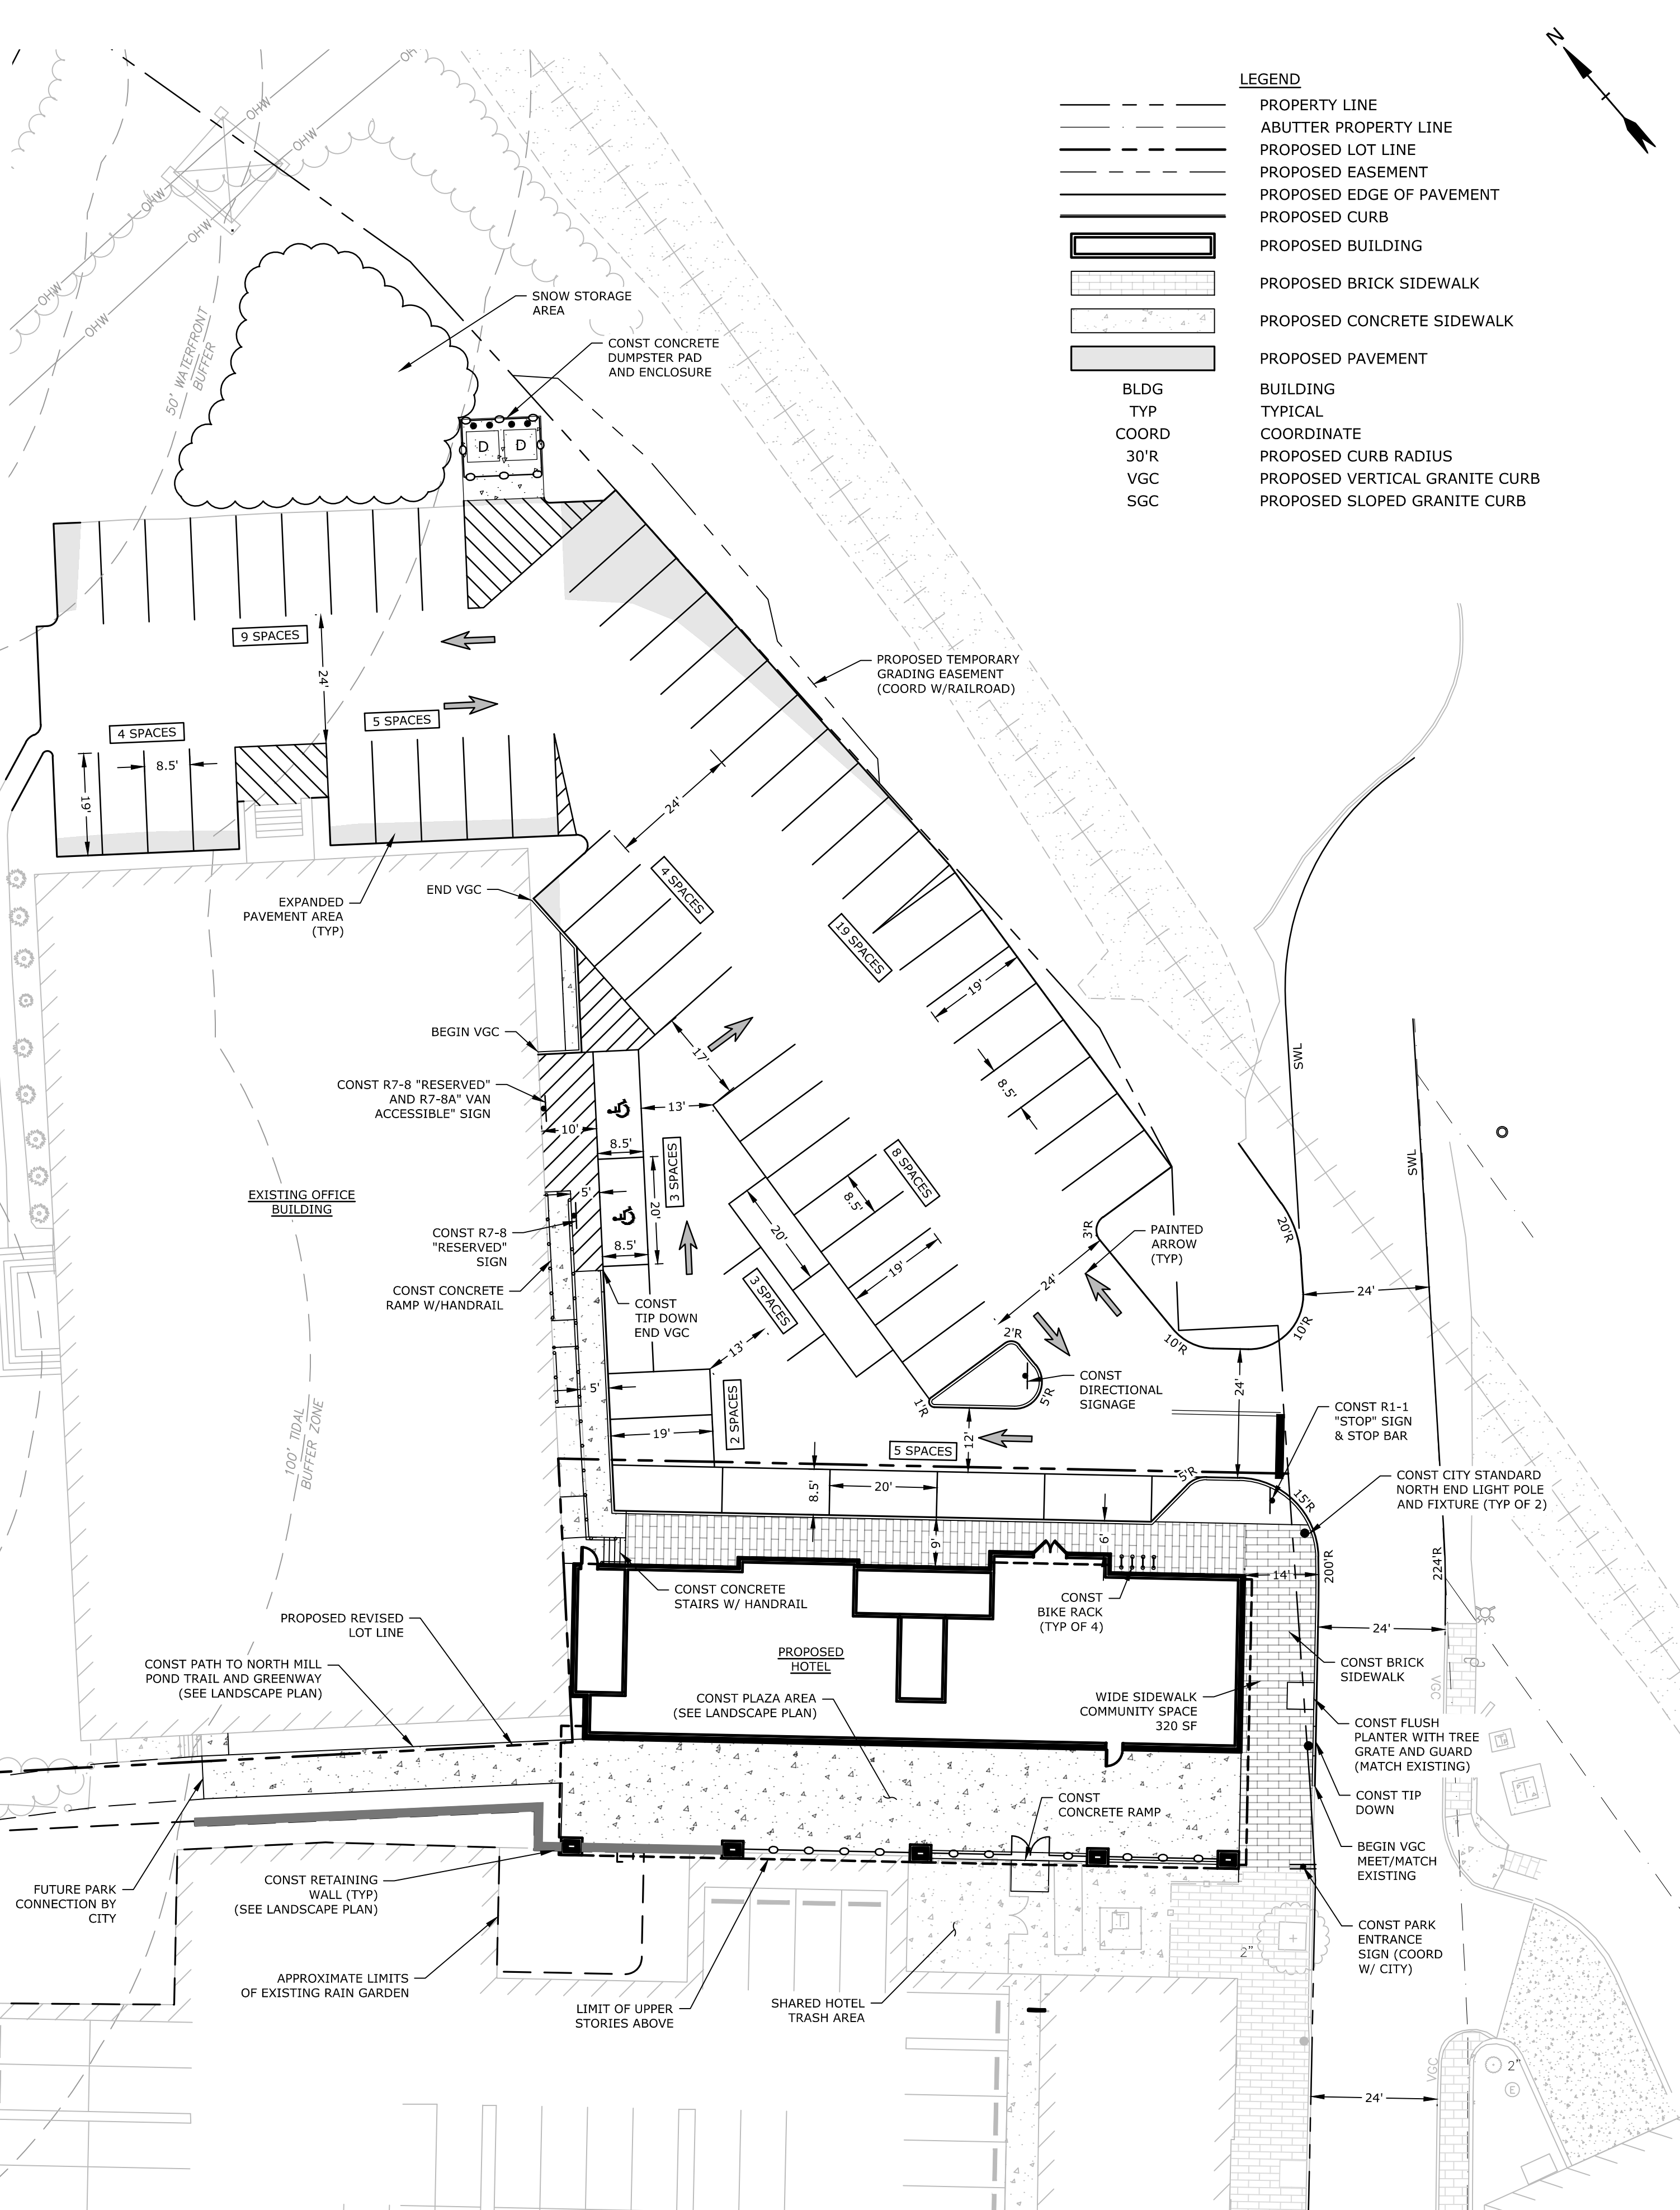 N
LEGEND
PROPERTY LINE
ABUTTER PROPERTY LINE
PROPOSED LOT LINE
PROPOSED EASEMENT
PROPOSED EDGE OF PAVEMENT
PROPOSED CURB
PROPOSED BUILDING
PROPOSED BRICK SIDEWALK
PROPOSED CONCRETE SIDEWALK
PROPOSED PAVEMENT
BLDG BUILDING
TYP TYPICAL
COORD COORDINATE
30'R PROPOSED CURB RADIUS
VGC PROPOSED VERTICAL GRANITE CURB
SGC PROPOSED SLOPED GRANITE CURB
OHW
OHW
OHW
OHW
OHW
OHW
OHW
50' WATERFRONT
BUFFER
SNOW STORAGE
AREA
CONST CONCRETE
DUMPSTER PAD
AND ENCLOSURE
D D
9 SPACES
24'
4 SPACES
5 SPACES
8.5'
19'
PROPOSED TEMPORARY
GRADING EASEMENT
(COORD W/RAILROAD)
24'
4 SPACES
19 SPACES
EXPANDED
PAVEMENT AREA
(TYP)
END VGC
BEGIN VGC
19'
8.5'
17'
CONST R7-8 "RESERVED"
AND R7-8A" VAN
ACCESSIBLE" SIGN
13'
10'
8.5'
3 SPACES
8 SPACES
8.5'
SWL
SWL
EXISTING OFFICE
BUILDING
5'
20'
20'
8.5'
CONST R7-8
"RESERVED"
SIGN
CONST CONCRETE
RAMP W/HANDRAIL
19'
3'R
PAINTED
ARROW
(TYP)
20'R
24'
24'
CONST
TIP DOWN
END VGC
3 SPACES
13'
2'R
10'R
10'R
5'
2 SPACES
19'
1'R
5'R
CONST
DIRECTIONAL
SIGNAGE
24'
12'
5 SPACES
CONST R1-1
"STOP" SIGN
& STOP BAR
100' TIDAL
BUFFER ZONE
8.5'
20'
5'R
15'R
CONST CITY STANDARD
NORTH END LIGHT POLE
AND FIXTURE (TYP OF 2)
9'
6'
200'R
224'R
14'
CONST CONCRETE
STAIRS W/ HANDRAIL
CONST
BIKE RACK
(TYP OF 4)
24'
PROPOSED REVISED
LOT LINE
PROPOSED
HOTEL
CONST BRICK
SIDEWALK
CONST PATH TO NORTH MILL
POND TRAIL AND GREENWAY
(SEE LANDSCAPE PLAN)
CONST PLAZA AREA
(SEE LANDSCAPE PLAN)
WIDE SIDEWALK
COMMUNITY SPACE
320 SF
VGC
CONST FLUSH
PLANTER WITH TREE
GRATE AND GUARD
(MATCH EXISTING)
CONST
CONCRETE RAMP
CONST TIP
DOWN
BEGIN VGC
MEET/MATCH
EXISTING
FUTURE PARK
CONNECTION BY
CITY
CONST RETAINING
WALL (TYP)
(SEE LANDSCAPE PLAN)
T
T
2"
CONST PARK
ENTRANCE
SIGN (COORD
W/ CITY)
APPROXIMATE LIMITS
OF EXISTING RAIN GARDEN
LIMIT OF UPPER
STORIES ABOVE
SHARED HOTEL
TRASH AREA
VGC
2"
E
24'